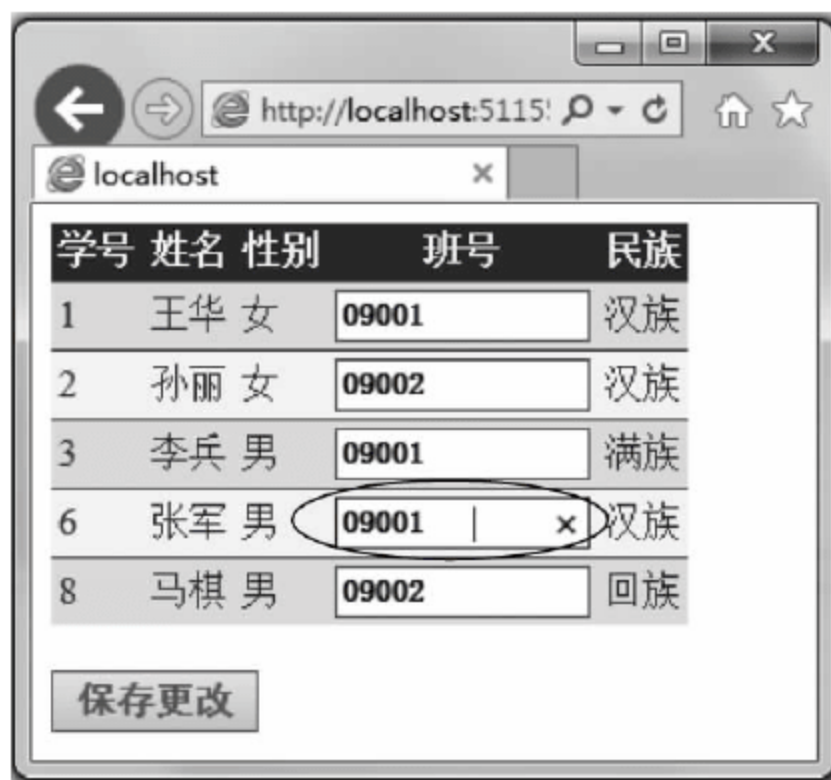 http://localhost:5115
localhost
学号 姓名 性别 班号 民族
1 王华 女 09001 汉族
2 孙丽 女 09002 汉族
3 李兵 男 09001 满族
6 张军 男 09001 汉族
8 马棋 男 09002 回族
保存更改